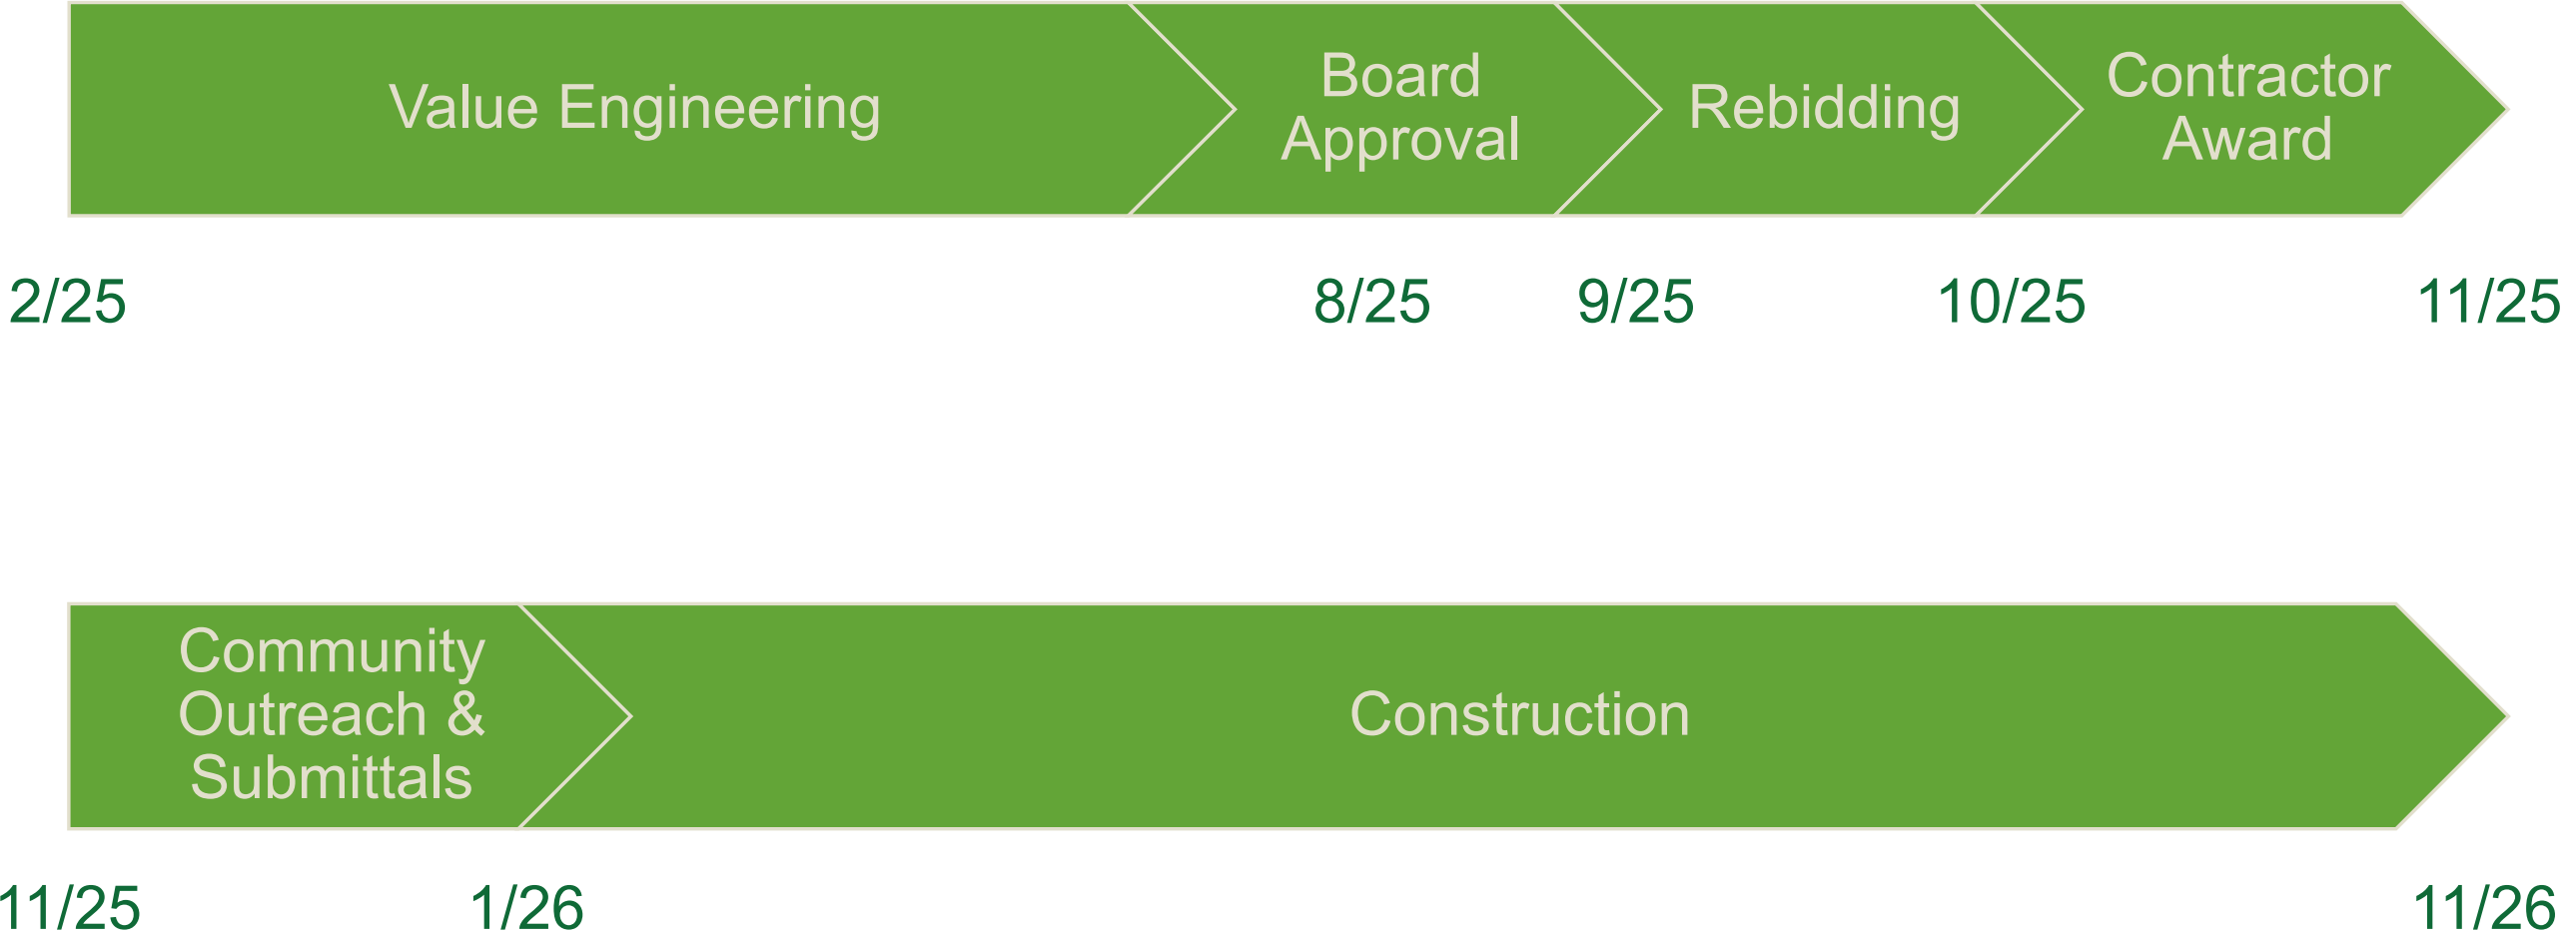 Value Engineering
Board
Approval
Rebidding
Contractor
Award
2/25
8/25
9/25
10/25
11/25
Community
Outreach &
Submittals
Construction
11/25
1/26
11/26